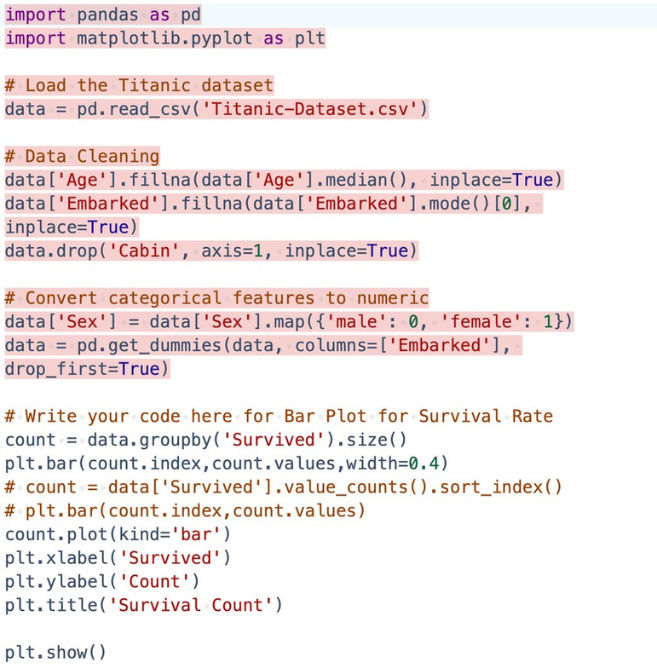 import pandas as pd
import matplotlib.pyplot as plt

# Load the Titanic dataset
data = pd.read_csv('Titanic-Dataset.csv')

# Data Cleaning
data['Age'].fillna(data['Age'].median(), inplace=True)
data['Embarked'].fillna(data['Embarked'].mode()[0],
inplace=True)
data.drop('Cabin', axis=1, inplace=True)

# Convert categorical features to numeric
data['Sex'] = data['Sex'].map({'male': 0, 'female': 1})
data = pd.get_dummies(data, columns=['Embarked'],
drop_first=True)

# Write your code here for Bar Plot for Survival Rate
count = data.groupby('Survived').size()
plt.bar(count.index,count.values,width=0.4)
# count = data['Survived'].value_counts().sort_index()
# plt.bar(count.index,count.values)
count.plot(kind='bar')
plt.xlabel('Survived')
plt.ylabel('Count')
plt.title('Survival Count')

plt.show()